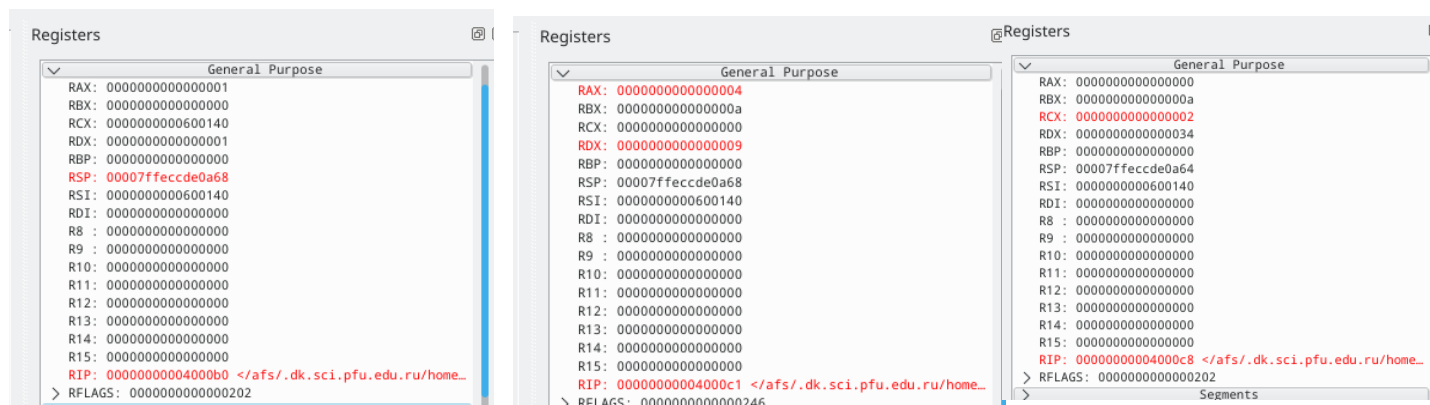 Registers
General Purpose
RAX: 0000000000000001
RBX: 0000000000000000
RCX: 0000000000600140
RDX: 0000000000000001
RBP: 0000000000000000
RSP: 00007ffeccde0a68
RSI: 0000000000600140
RDI: 0000000000000000
R8 : 0000000000000000
R9 : 0000000000000000
R10: 0000000000000000
R11: 0000000000000000
R12: 0000000000000000
R13: 0000000000000000
R14: 0000000000000000
R15: 0000000000000000
RIP: 00000000004000b0 </afs/.dk.sci.pfu.edu.ru/home…
RFLAGS: 0000000000000202
Registers
General Purpose
RAX: 0000000000000004
RBX: 000000000000000a
RCX: 0000000000000000
RDX: 0000000000000009
RBP: 0000000000000000
RSP: 00007ffeccde0a68
RSI: 0000000000600140
RDI: 0000000000000000
R8 : 0000000000000000
R9 : 0000000000000000
R10: 0000000000000000
R11: 0000000000000000
R12: 0000000000000000
R13: 0000000000000000
R14: 0000000000000000
R15: 0000000000000000
RIP: 00000000004000c1 </afs/.dk.sci.pfu.edu.ru/home…
RFLAGS: 0000000000000246
Registers
General Purpose
RAX: 0000000000000000
RBX: 000000000000000a
RCX: 0000000000000002
RDX: 0000000000000034
RBP: 0000000000000000
RSP: 00007ffeccde0a64
RSI: 0000000000600140
RDI: 0000000000000000
R8 : 0000000000000000
R9 : 0000000000000000
R10: 0000000000000000
R11: 0000000000000000
R12: 0000000000000000
R13: 0000000000000000
R14: 0000000000000000
R15: 0000000000000000
RIP: 00000000004000c8 </afs/.dk.sci.pfu.edu.ru/home…
RFLAGS: 0000000000000202
Segments